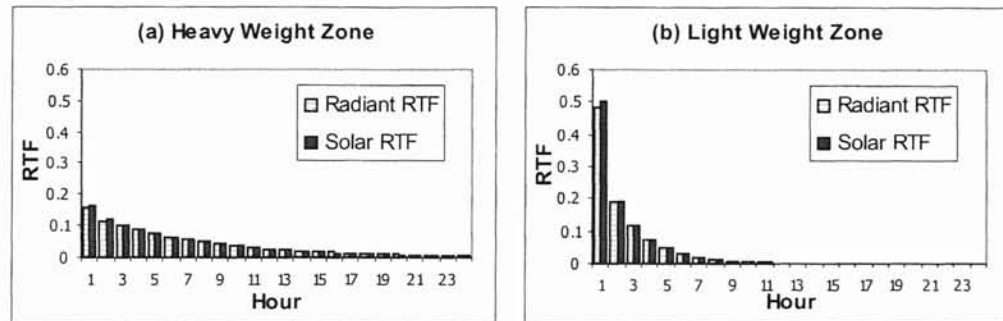 (a) Heavy Weight Zone
0.6
0.5
0.4
0.3
0.2
0.1
0
RTF
Radiant RTF
Solar RTF
1 3 5 7 9 11 13 15 17 19 21 23
Hour
(b) Light Weight Zone
0.6
0.5
0.4
0.3
0.2
0.1
0
RTF
Radiant RTF
Solar RTF
1 3 5 7 9 11 13 15 17 19 21 23
Hour